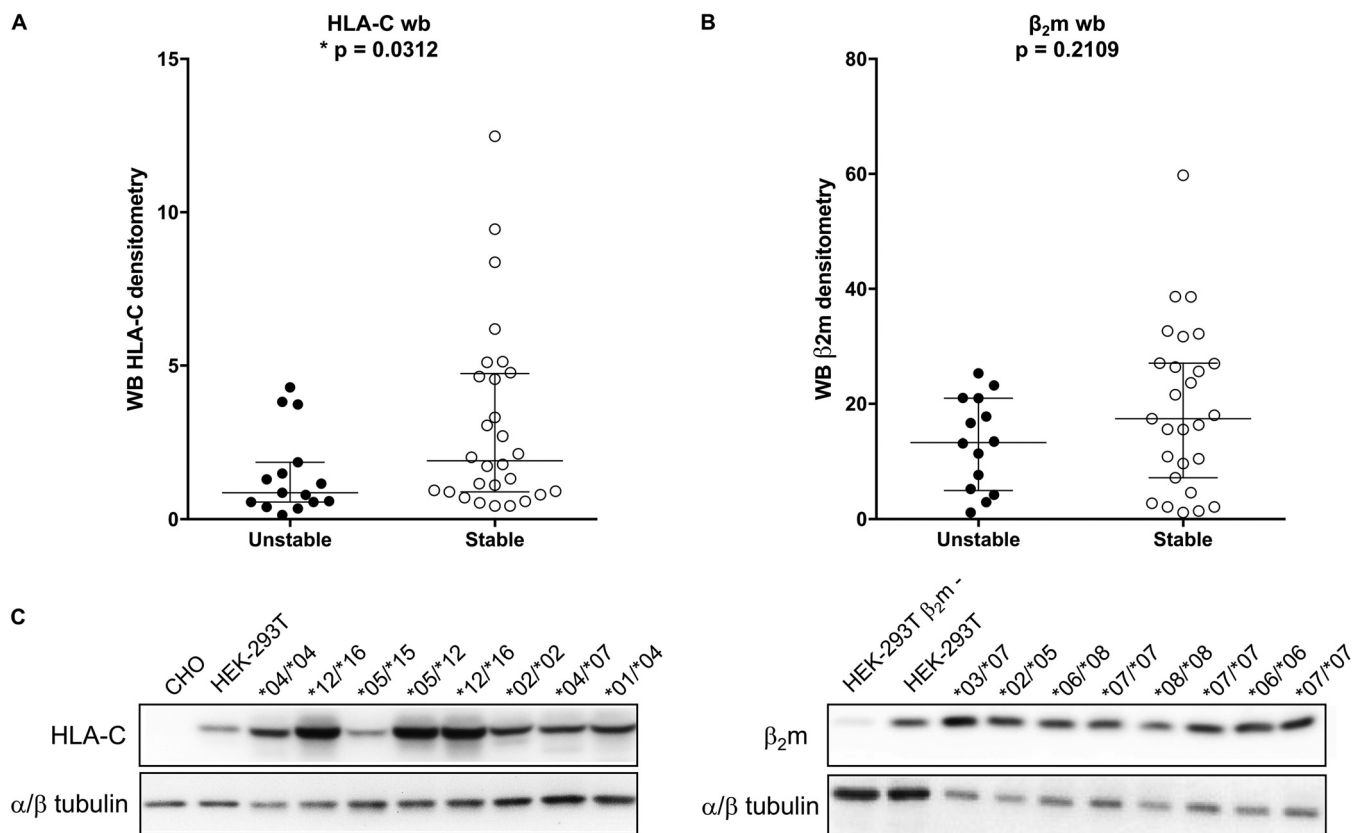 A
HLA-C wb
* p = 0.0312
WB HLA-C densitometry
15
10
5
0
Unstable
Stable
B
β₂m wb
p = 0.2109
WB β2m densitometry
80
60
40
20
0
Unstable
Stable
C
CHO
HEK-293T
*04/*04
*12/*16
*05/*15
*05/*12
*12/*16
*02/*02
*04/*07
*01/*04
HLA-C
α/β tubulin
HEK-293T β₂m -
HEK-293T
*03/*07
*02/*05
*06/*08
*07/*07
*08/*08
*07/*07
*06/*06
*07/*07
β₂m
α/β tubulin